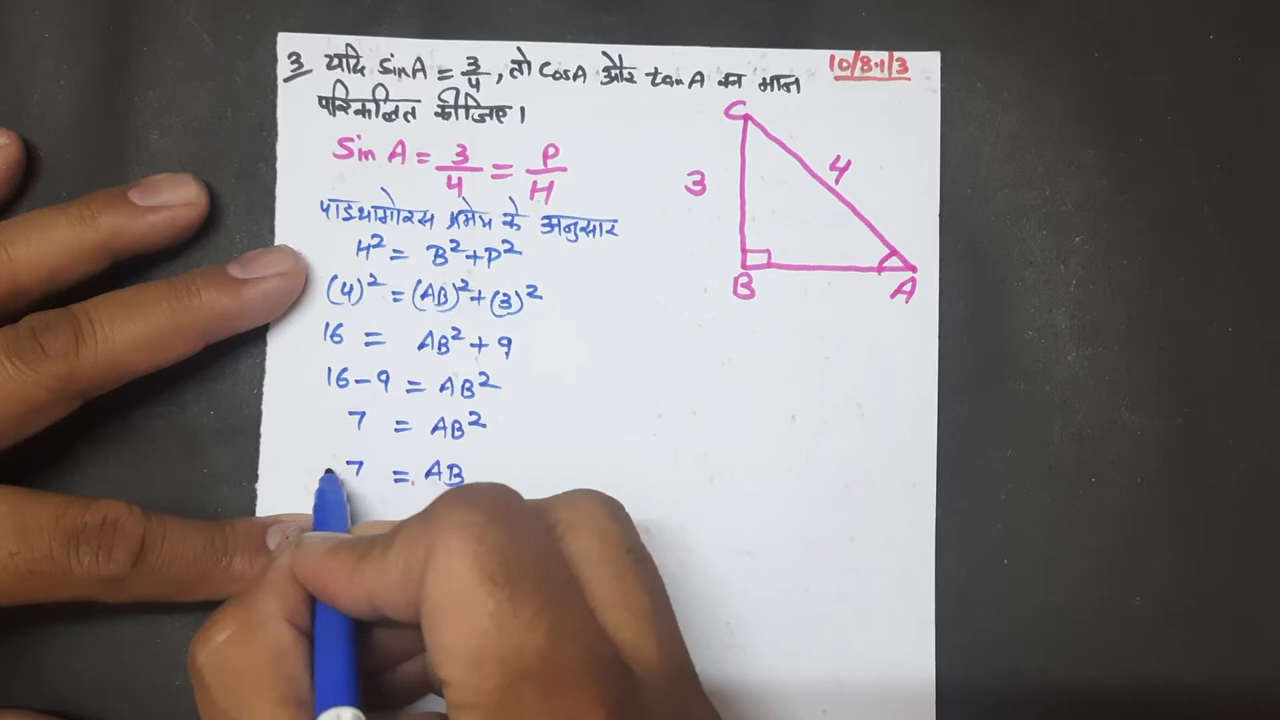 3 यदि sinA = 3/4, तो cosA और tanA का मान
परिकलित कीजिए।
10/8.1/3
Sin A = 3/4 = P/H
पाइथागोरस प्रमेय के अनुसार
H² = B²+P²
(4)² = (AB)²+(3)²
16 = AB²+9
16-9 = AB²
7 = AB²
7 = AB
C
3
4
B
A